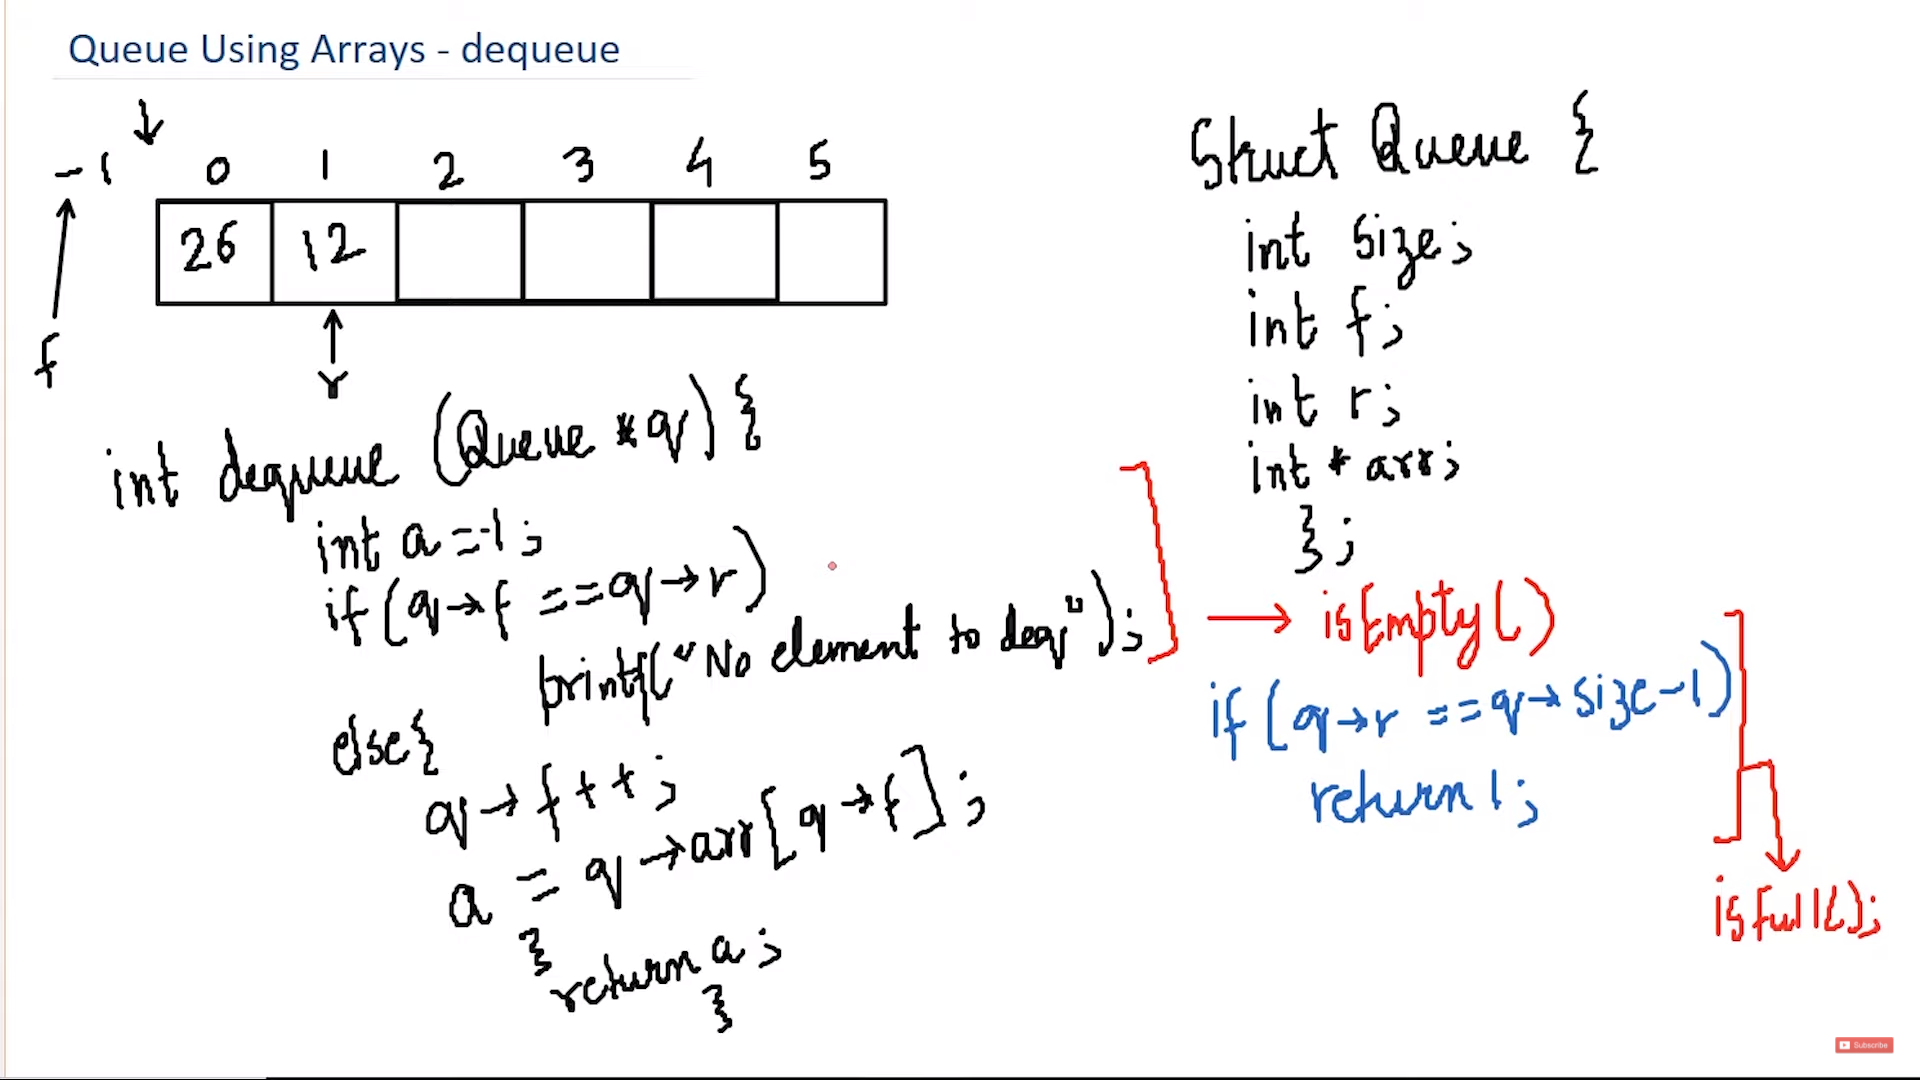 Queue Using Arrays - dequeue
-1 0 1 2 3 4 5
26 12
f
r
int dequeue (Queue *q) {
int a =-1;
if (q→f ==q→r)
printf("No element to deq");
else{
q→f++;
a = q→arr[q→f];
}
return a;
}
Struct Queue {
int size;
int f;
int r;
int * arr;
};
→ isEmpty()
if (q→r ==q→size-1)
return 1;
isfull();
Subscribe